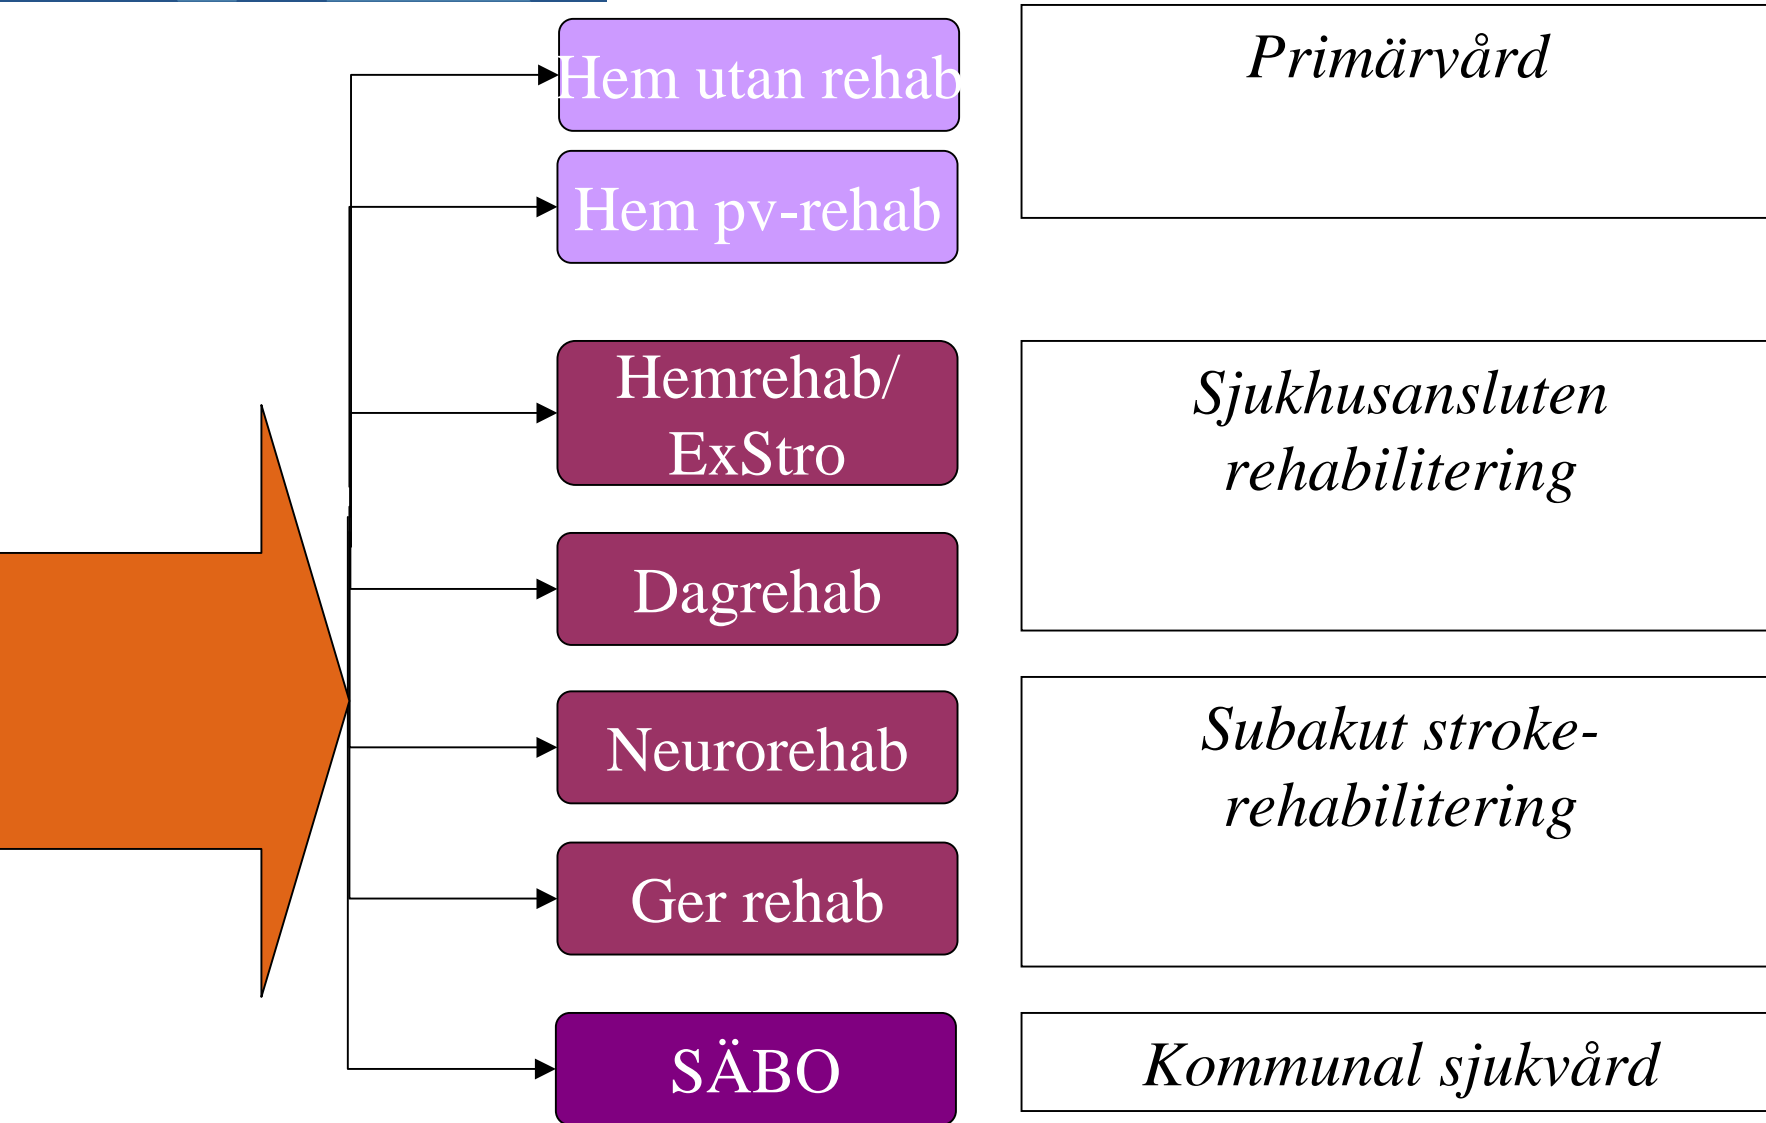 Hem utan rehab
Primärvård
Hem pv-rehab
Hemrehab/
ExStro
Sjukhusansluten
rehabilitering
Dagrehab
Neurorehab
Subakut stroke-
rehabilitering
Ger rehab
SÄBO
Kommunal sjukvård